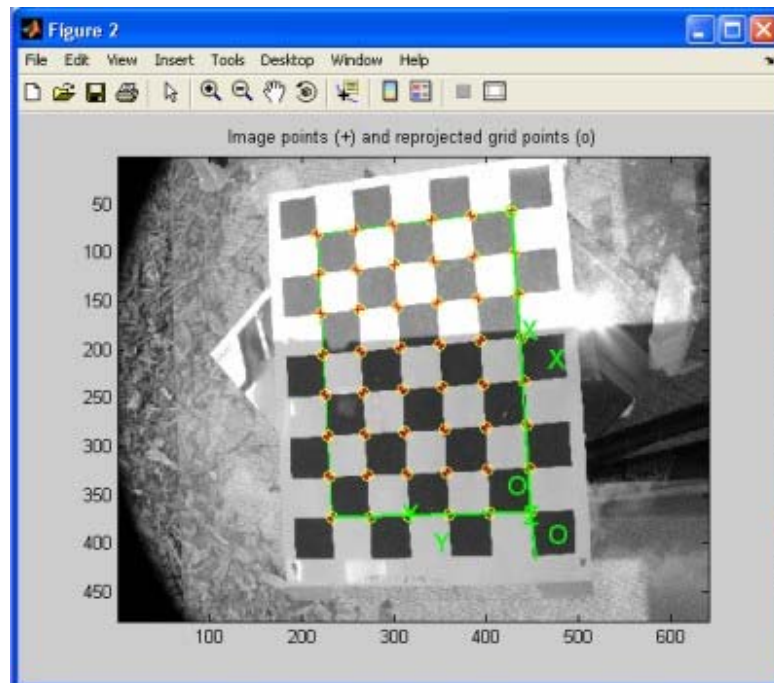 Figure 2
File Edit View Insert Tools Desktop Window Help
Image points (+) and reprojected grid points (o)
50
100
150
200
250
300
350
400
450
X
X
O
Y
O
100 200 300 400 500 600